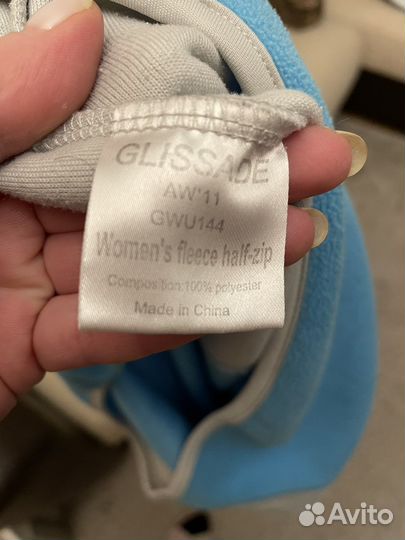 GLISSADE
AW'11
GWU144
Women's fleece half-zip
Composition:100% polyester
Made in China
Avito